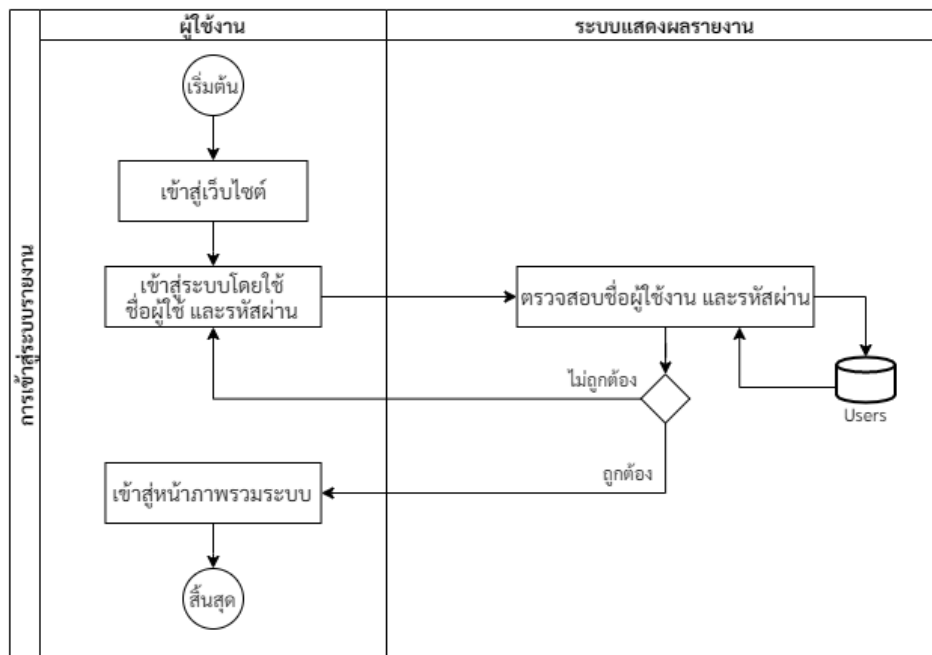 ผู้ใช้งาน
ระบบแสดงผลรายงาน
การเข้าสู่ระบบรายงาน
เริ่มต้น
เข้าสู่เว็บไซต์
เข้าสู่ระบบโดยใช้
ชื่อผู้ใช้ และรหัสผ่าน
ตรวจสอบชื่อผู้ใช้งาน และรหัสผ่าน
ไม่ถูกต้อง
Users
ถูกต้อง
เข้าสู่หน้าภาพรวมระบบ
สิ้นสุด